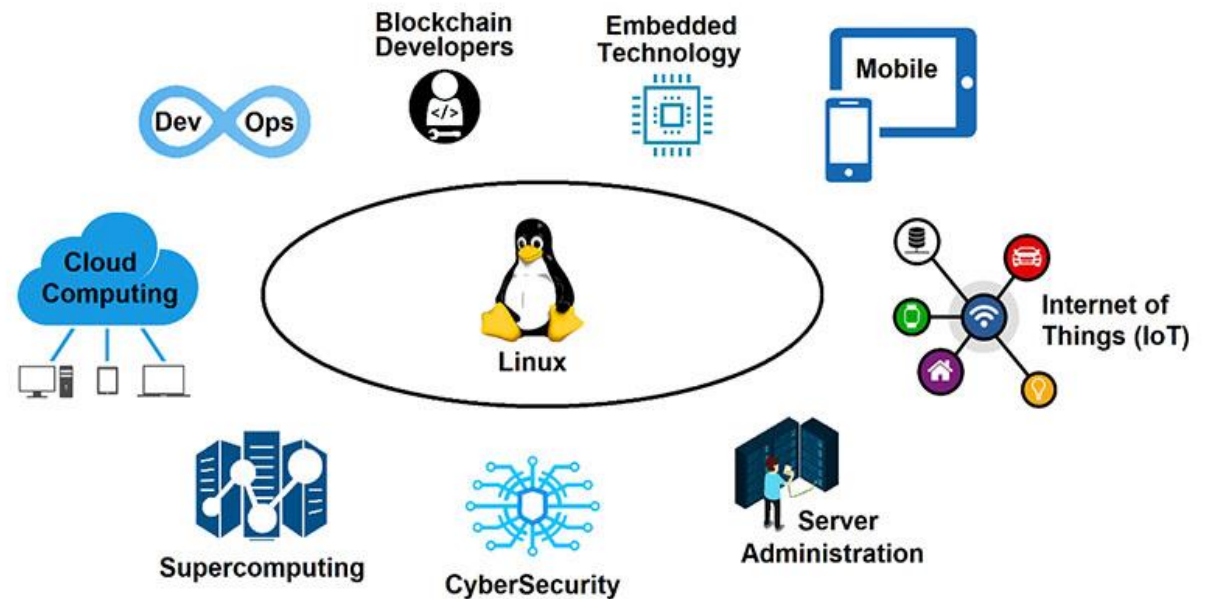 Blockchain
Developers
Embedded
Technology
Mobile
Dev Ops
</>
Cloud
Computing
Linux
Internet of
Things (IoT)
Supercomputing
CyberSecurity
Server
Administration